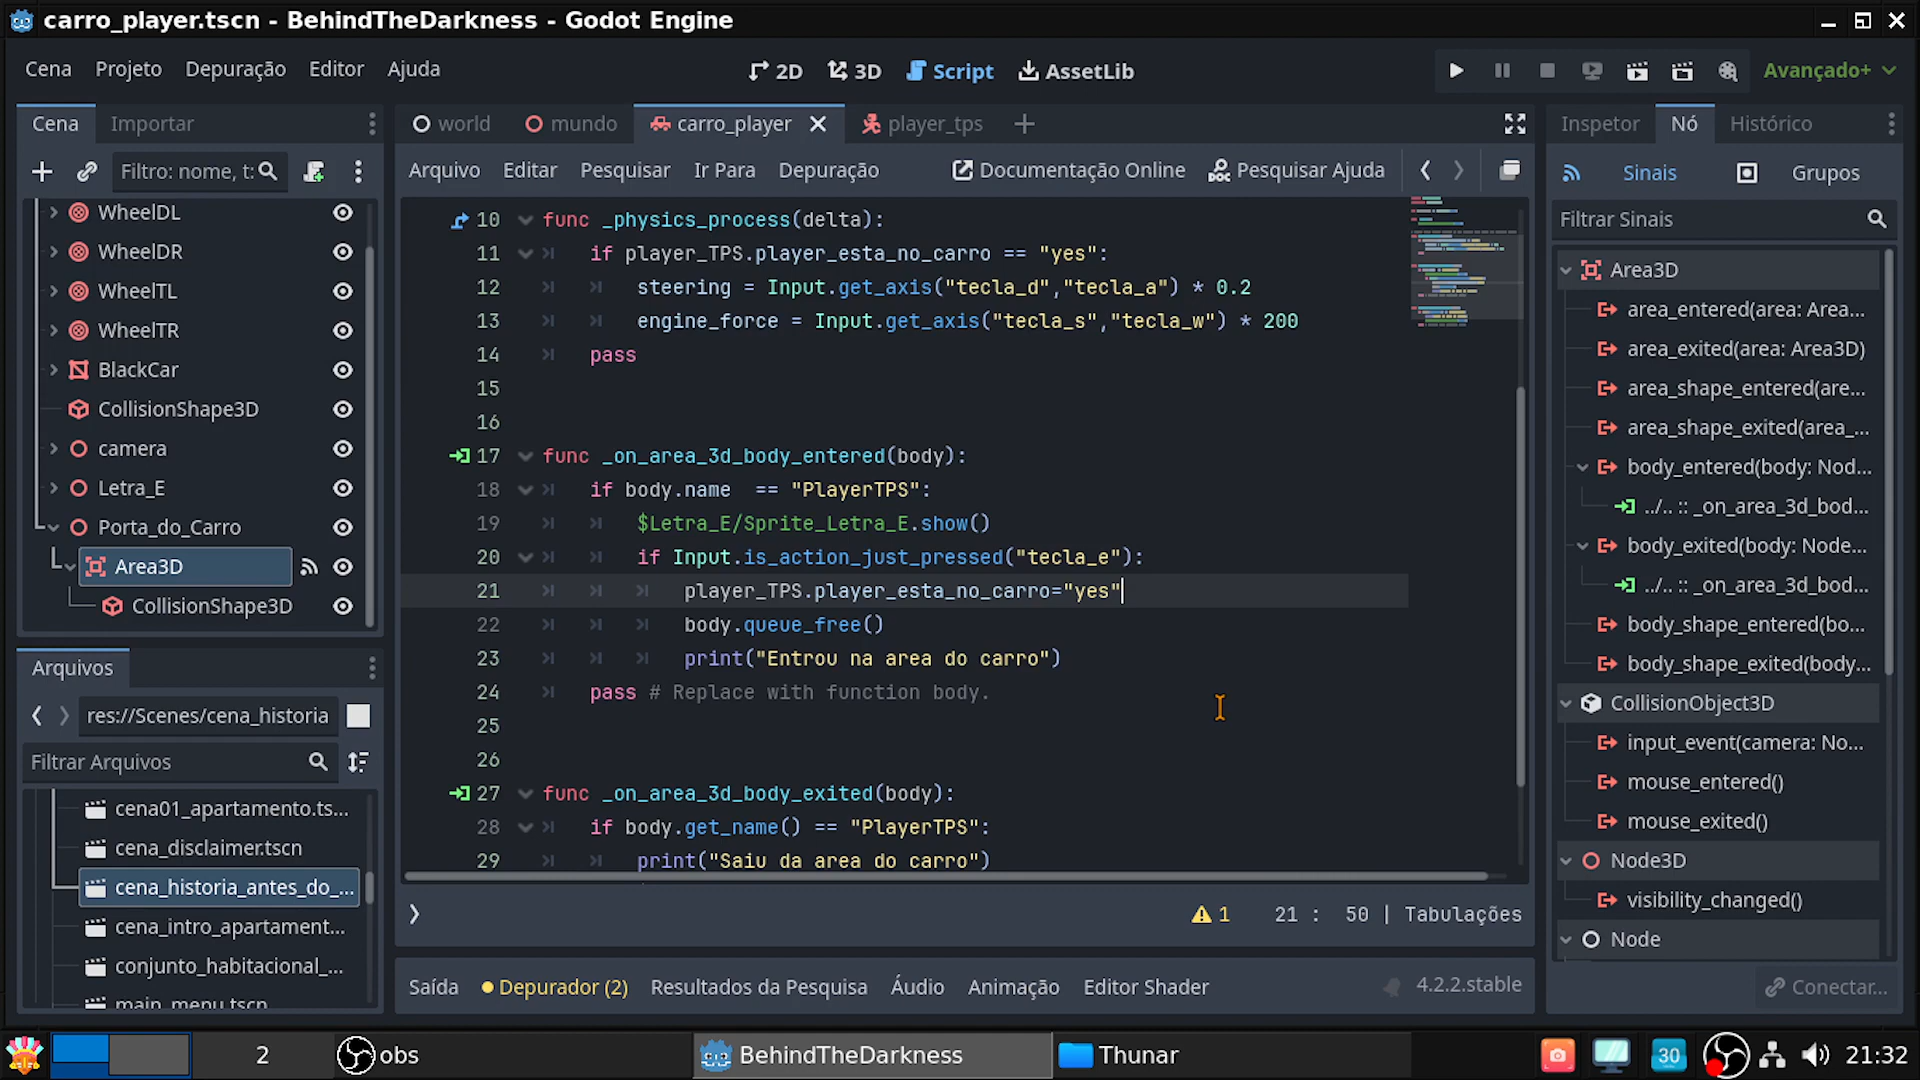 carro_player.tscn - BehindTheDarkness - Godot Engine
Cena Projeto Depuração Editor Ajuda
2D 3D Script AssetLib
Avançado+
Cena Importar
world mundo carro_player player_tps
Inspetor Nó Histórico
Filtro: nome, t:
Arquivo Editar Pesquisar Ir Para Depuração Documentação Online Pesquisar Ajuda
Sinais Grupos
Filtrar Sinais
WheelDL
WheelDR
WheelTL
WheelTR
BlackCar
CollisionShape3D
camera
Letra_E
Porta_do_Carro
Area3D
CollisionShape3D
10 func _physics_process(delta):
11 if player_TPS.player_esta_no_carro == "yes":
12 steering = Input.get_axis("tecla_d","tecla_a") * 0.2
13 engine_force = Input.get_axis("tecla_s","tecla_w") * 200
14 pass
15
16
17 func _on_area_3d_body_entered(body):
18 if body.name  == "PlayerTPS":
19 $Letra_E/Sprite_Letra_E.show()
20 if Input.is_action_just_pressed("tecla_e"):
21 player_TPS.player_esta_no_carro="yes"
22 body.queue_free()
23 print("Entrou na area do carro")
24 pass # Replace with function body.
25
26
27 func _on_area_3d_body_exited(body):
28 if body.get_name() == "PlayerTPS":
29 print("Saiu da area do carro")
1 21 : 50 | Tabulações
Area3D
area_entered(area: Area...
area_exited(area: Area3D)
area_shape_entered(are...
area_shape_exited(area_...
body_entered(body: Nod...
../.. :: _on_area_3d_bod...
body_exited(body: Node...
../.. :: _on_area_3d_bod...
body_shape_entered(bo...
body_shape_exited(body...
CollisionObject3D
input_event(camera: No...
mouse_entered()
mouse_exited()
Node3D
visibility_changed()
Node
Conectar...
Arquivos
res://Scenes/cena_historia
Filtrar Arquivos
cena01_apartamento.ts...
cena_disclaimer.tscn
cena_historia_antes_do_...
cena_intro_apartament...
conjunto_habitacional_...
main_menu.tscn
Saída Depurador (2) Resultados da Pesquisa Áudio Animação Editor Shader 4.2.2.stable
2 obs BehindTheDarkness Thunar 30 21:32